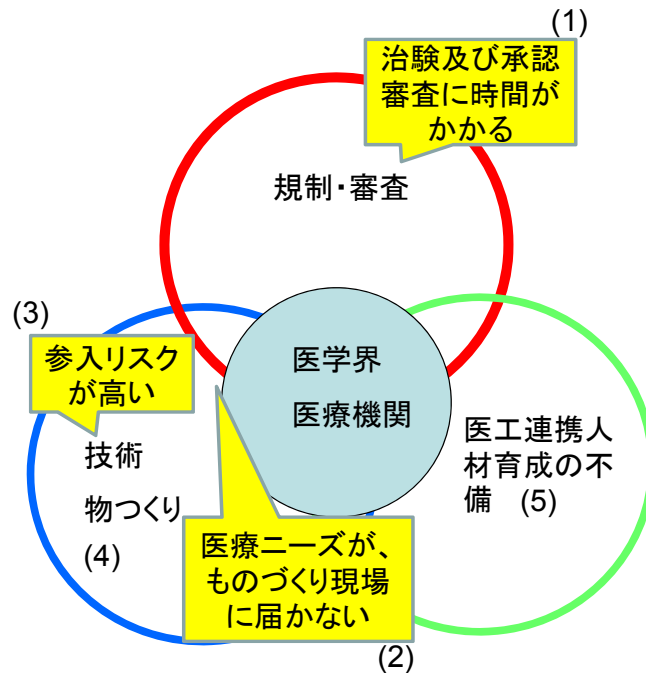 (1)
治験及び承認
審査に時間が
かかる
規制・審査
(3)
参入リスク
が高い
医学界
医療機関
技術
物つくり
(4)
医工連携人
材育成の不
備 (5)
医療ニーズが、
ものづくり現場
に届かない
(2)